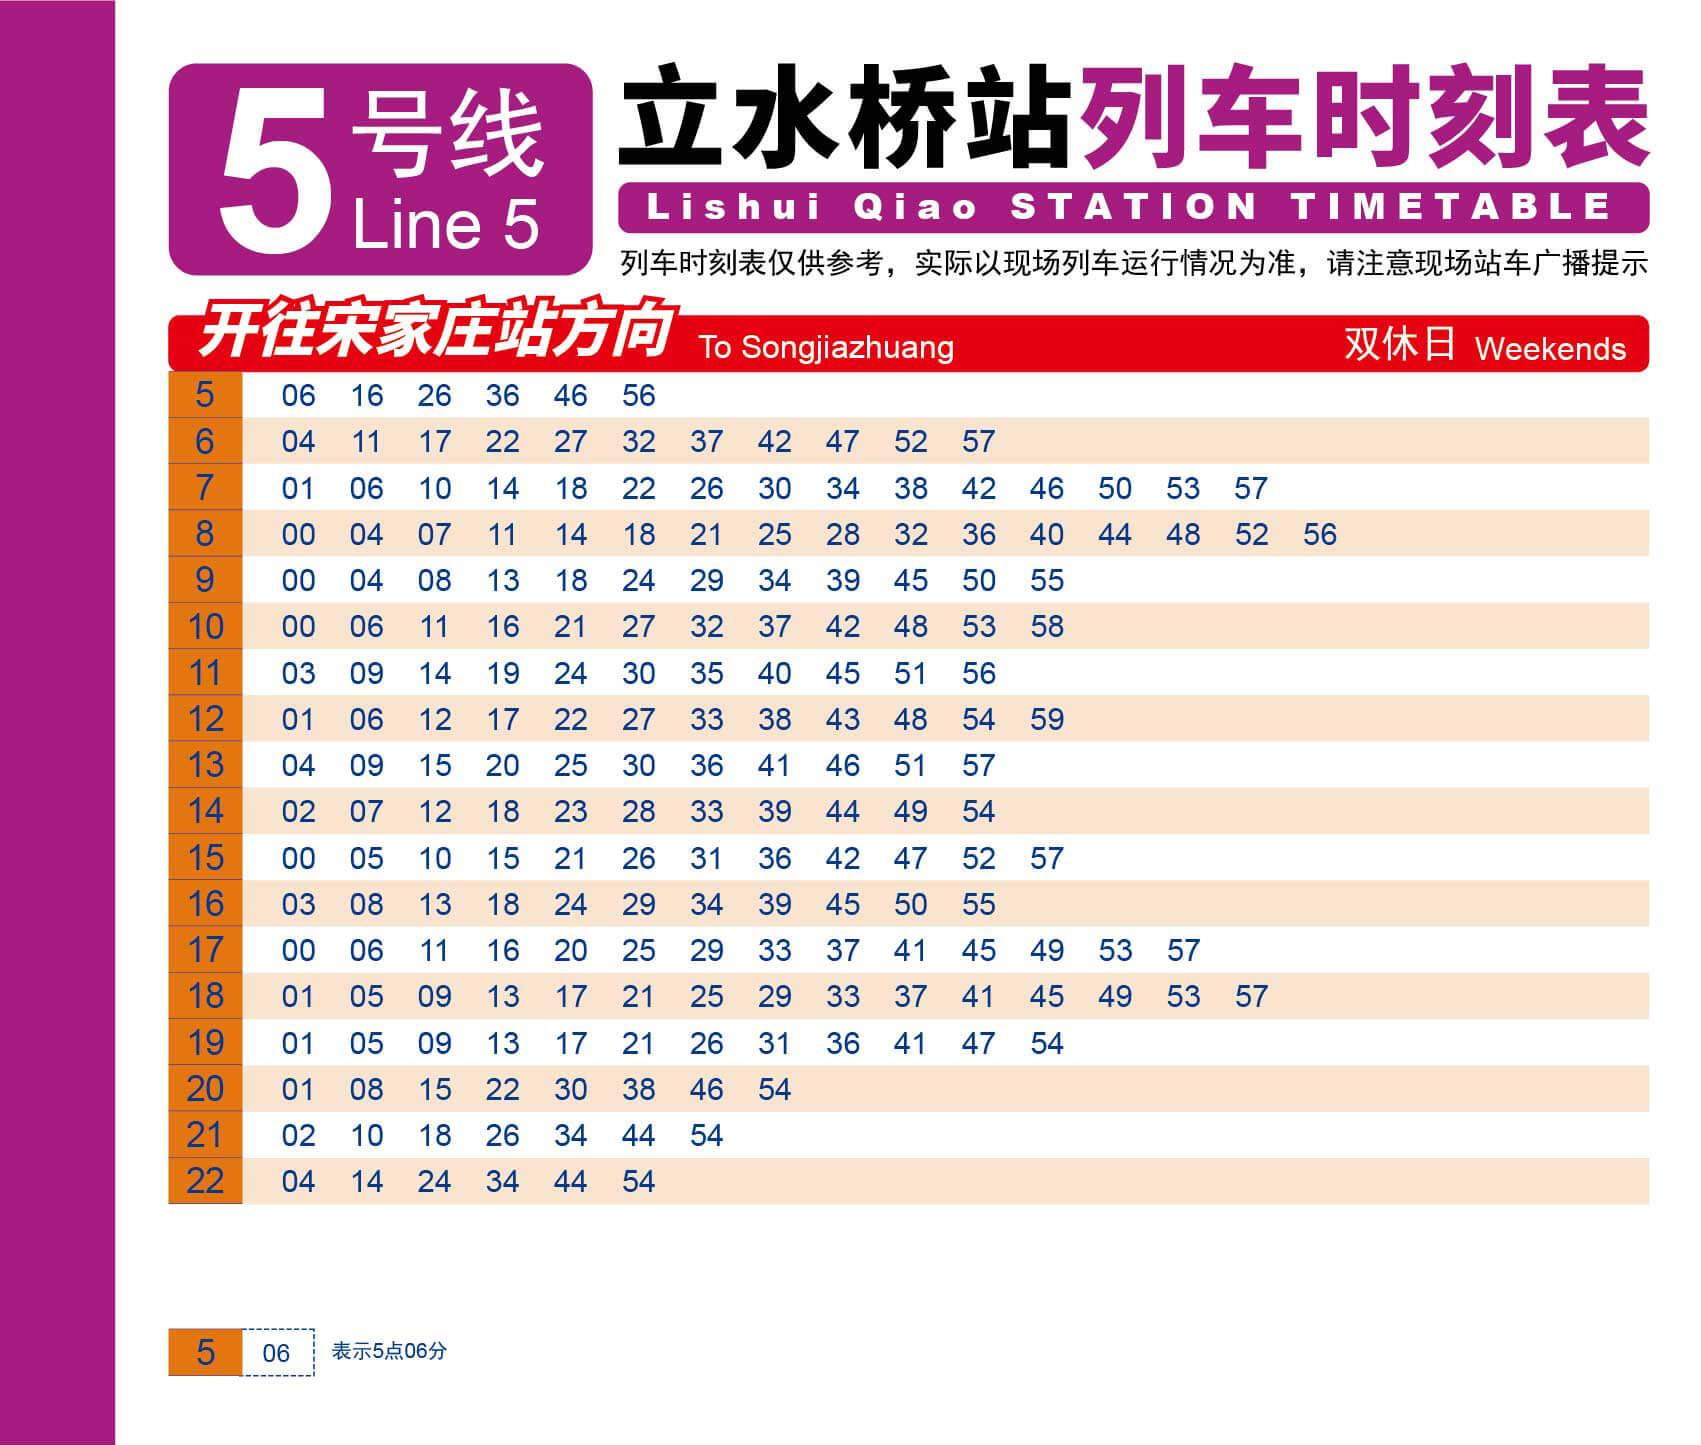 5号线
Line 5
立水桥站列车时刻表
Lishui Qiao STATION TIMETABLE
列车时刻表仅供参考，实际以现场列车运行情况为准，请注意现场站车广播提示
开往宋家庄站方向 To Songjiazhuang 双休日 Weekends
5 06 16 26 36 46 56
6 04 11 17 22 27 32 37 42 47 52 57
7 01 06 10 14 18 22 26 30 34 38 42 46 50 53 57
8 00 04 07 11 14 18 21 25 28 32 36 40 44 48 52 56
9 00 04 08 13 18 24 29 34 39 45 50 55
10 00 06 11 16 21 27 32 37 42 48 53 58
11 03 09 14 19 24 30 35 40 45 51 56
12 01 06 12 17 22 27 33 38 43 48 54 59
13 04 09 15 20 25 30 36 41 46 51 57
14 02 07 12 18 23 28 33 39 44 49 54
15 00 05 10 15 21 26 31 36 42 47 52 57
16 03 08 13 18 24 29 34 39 45 50 55
17 00 06 11 16 20 25 29 33 37 41 45 49 53 57
18 01 05 09 13 17 21 25 29 33 37 41 45 49 53 57
19 01 05 09 13 17 21 26 31 36 41 47 54
20 01 08 15 22 30 38 46 54
21 02 10 18 26 34 44 54
22 04 14 24 34 44 54
5 06 表示5点06分